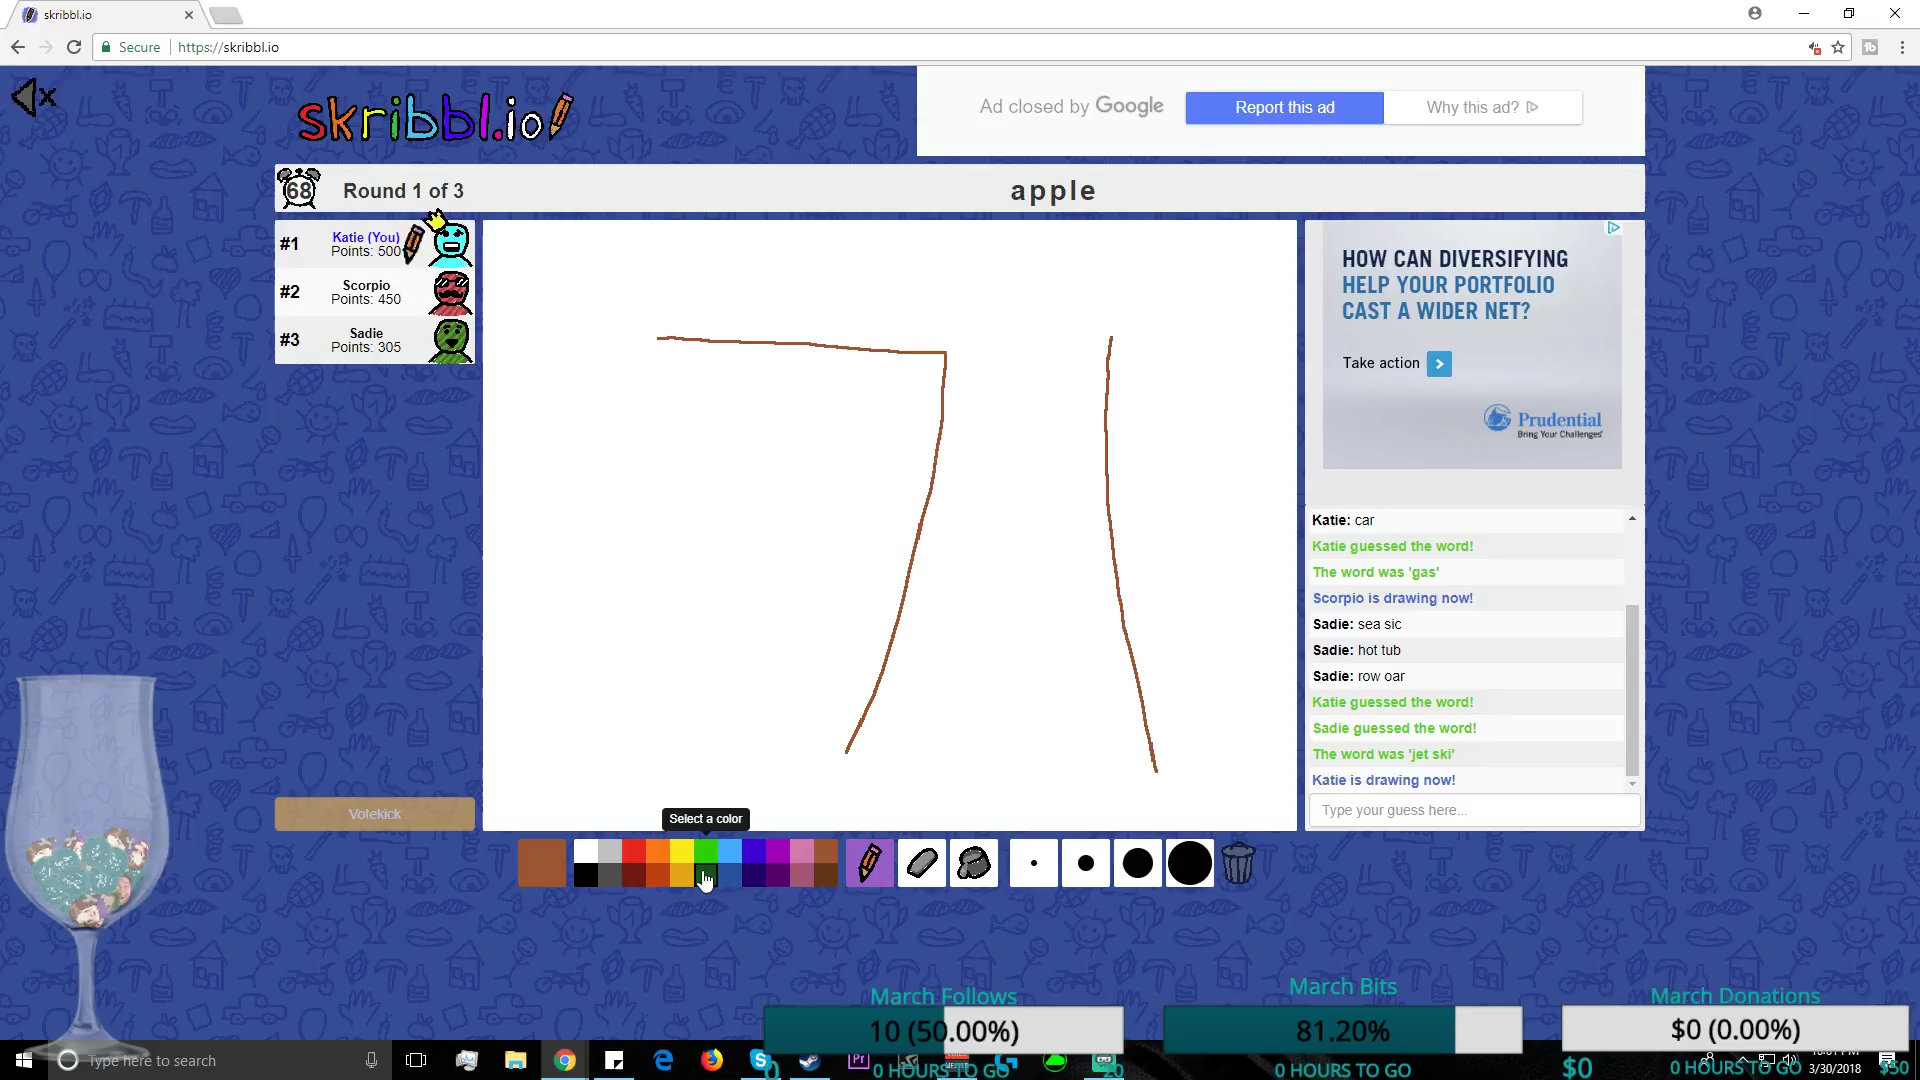 skribbl.io
Secure
https://skribbl.io
skribbl.io
Ad closed by Google
Report this ad
Why this ad?
68
Round 1 of 3
apple
#1
Katie (You)
Points: 500
#2
Scorpio
Points: 450
#3
Sadie
Points: 305
HOW CAN DIVERSIFYING
HELP YOUR PORTFOLIO
CAST A WIDER NET?
Take action
Prudential
Bring Your Challenges
Katie: car
Katie guessed the word!
The word was 'gas'
Scorpio is drawing now!
Sadie: sea sic
Sadie: hot tub
Sadie: row oar
Katie guessed the word!
Sadie guessed the word!
The word was 'jet ski'
Katie is drawing now!
Type your guess here...
Votekick
Select a color
March Follows
10 (50.00%)
0 HOURS TO GO
20
March Bits
81.20%
0 HOURS TO GO
March Donations
$0 (0.00%)
$0
0 HOURS TO GO
$50
Type here to search
Pr
3/30/2018